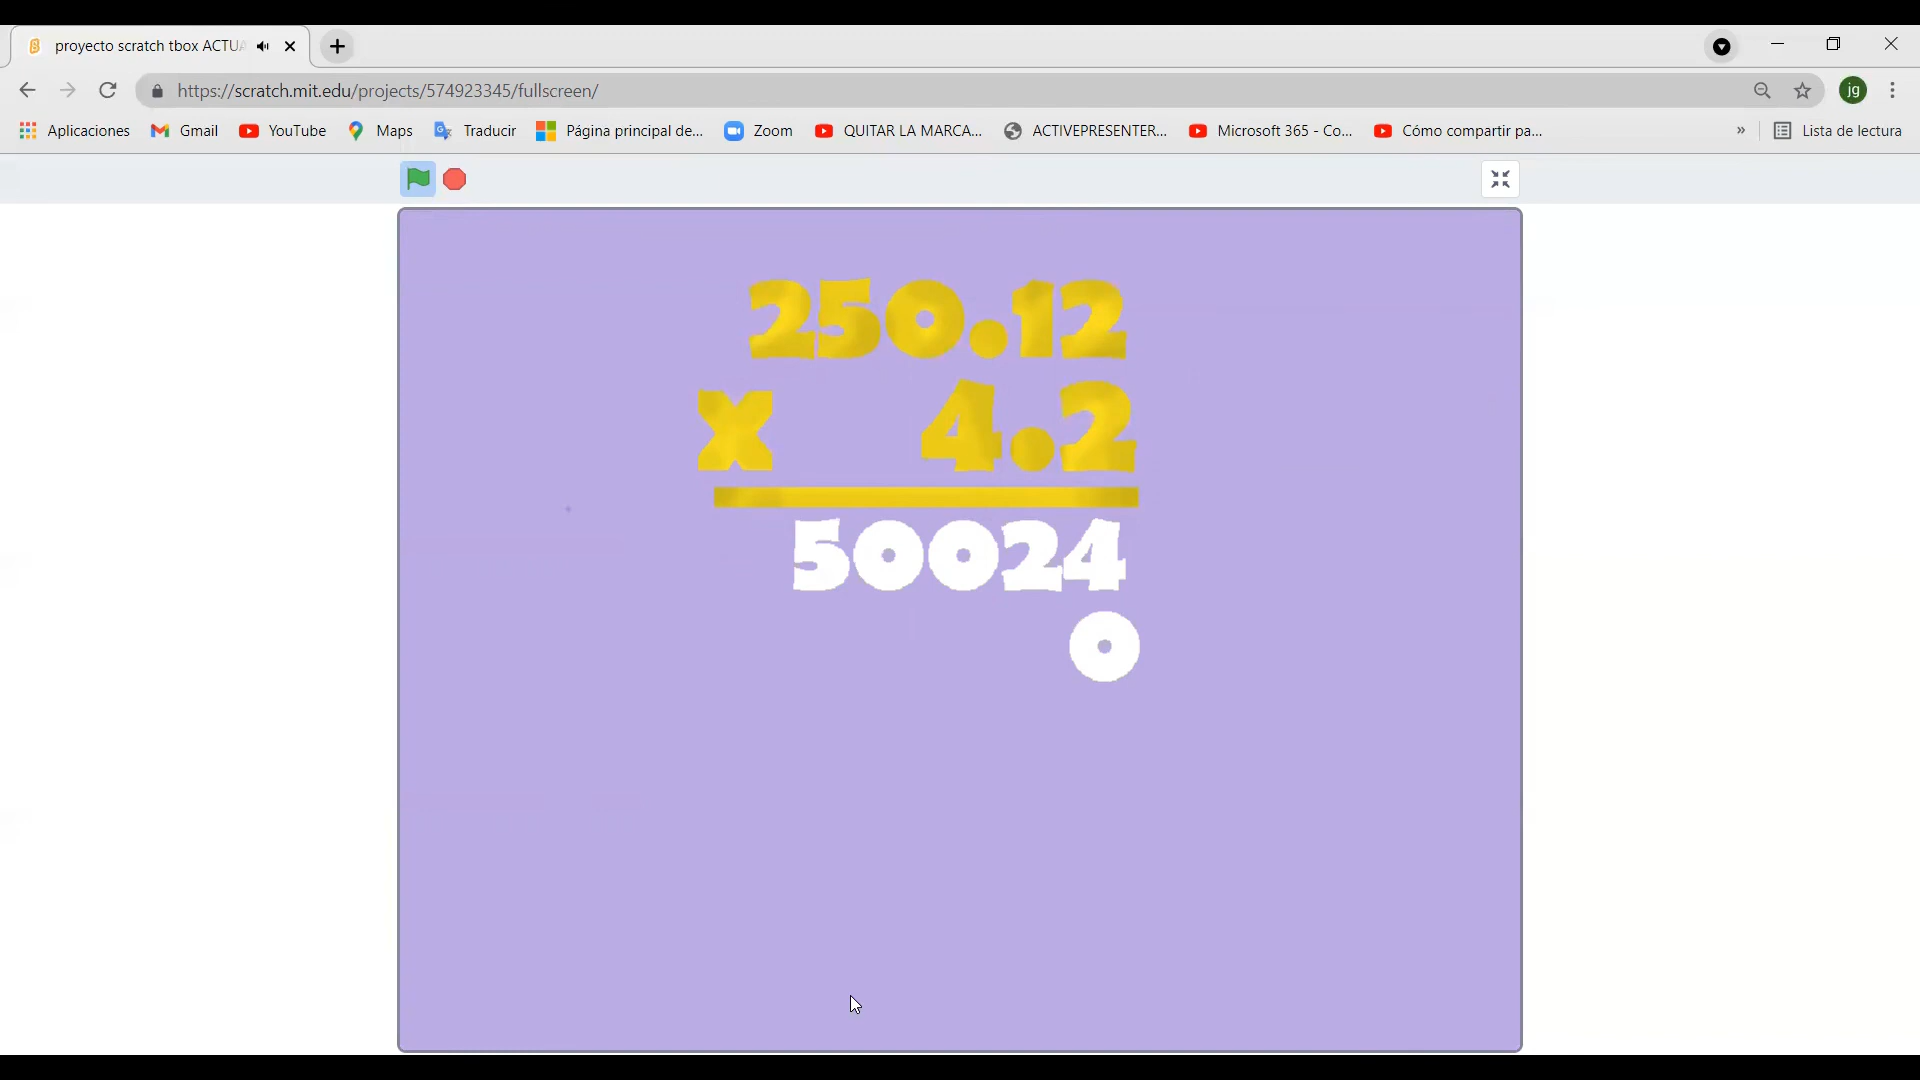 proyecto scratch tbox ACTUA
https://scratch.mit.edu/projects/574923345/fullscreen/
jg
Aplicaciones Gmail YouTube Maps Traducir Página principal de... Zoom QUITAR LA MARCA... ACTIVEPRESENTER... Microsoft 365 - Co... Cómo compartir pa... » Lista de lectura
250.12
x 4.2
50024
0